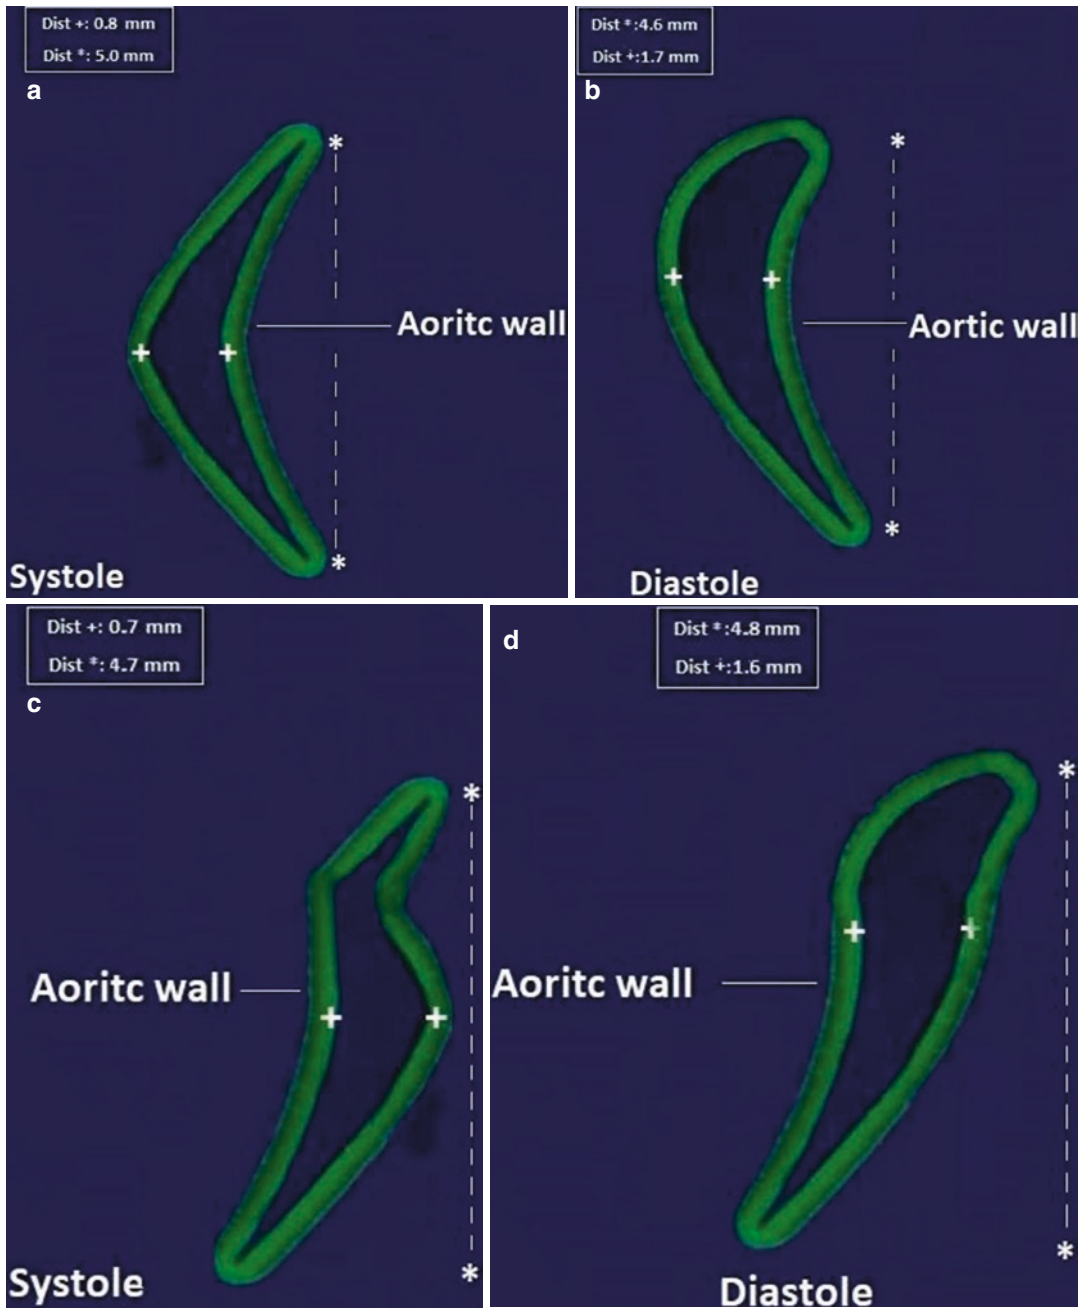 Dist +: 0.8 mm
Dist *: 5.0 mm
a
*
Aoritc wall
+ +
*
Systole
Dist *:4.6 mm
Dist +:1.7 mm
b
*
+ +
Aortic wall
*
Diastole
Dist +: 0.7 mm
Dist *: 4.7 mm
c
*
Aoritc wall
+ +
*
Systole
d
Dist *:4.8 mm
Dist +:1.6 mm
*
+ +
Aoritc wall
*
Diastole